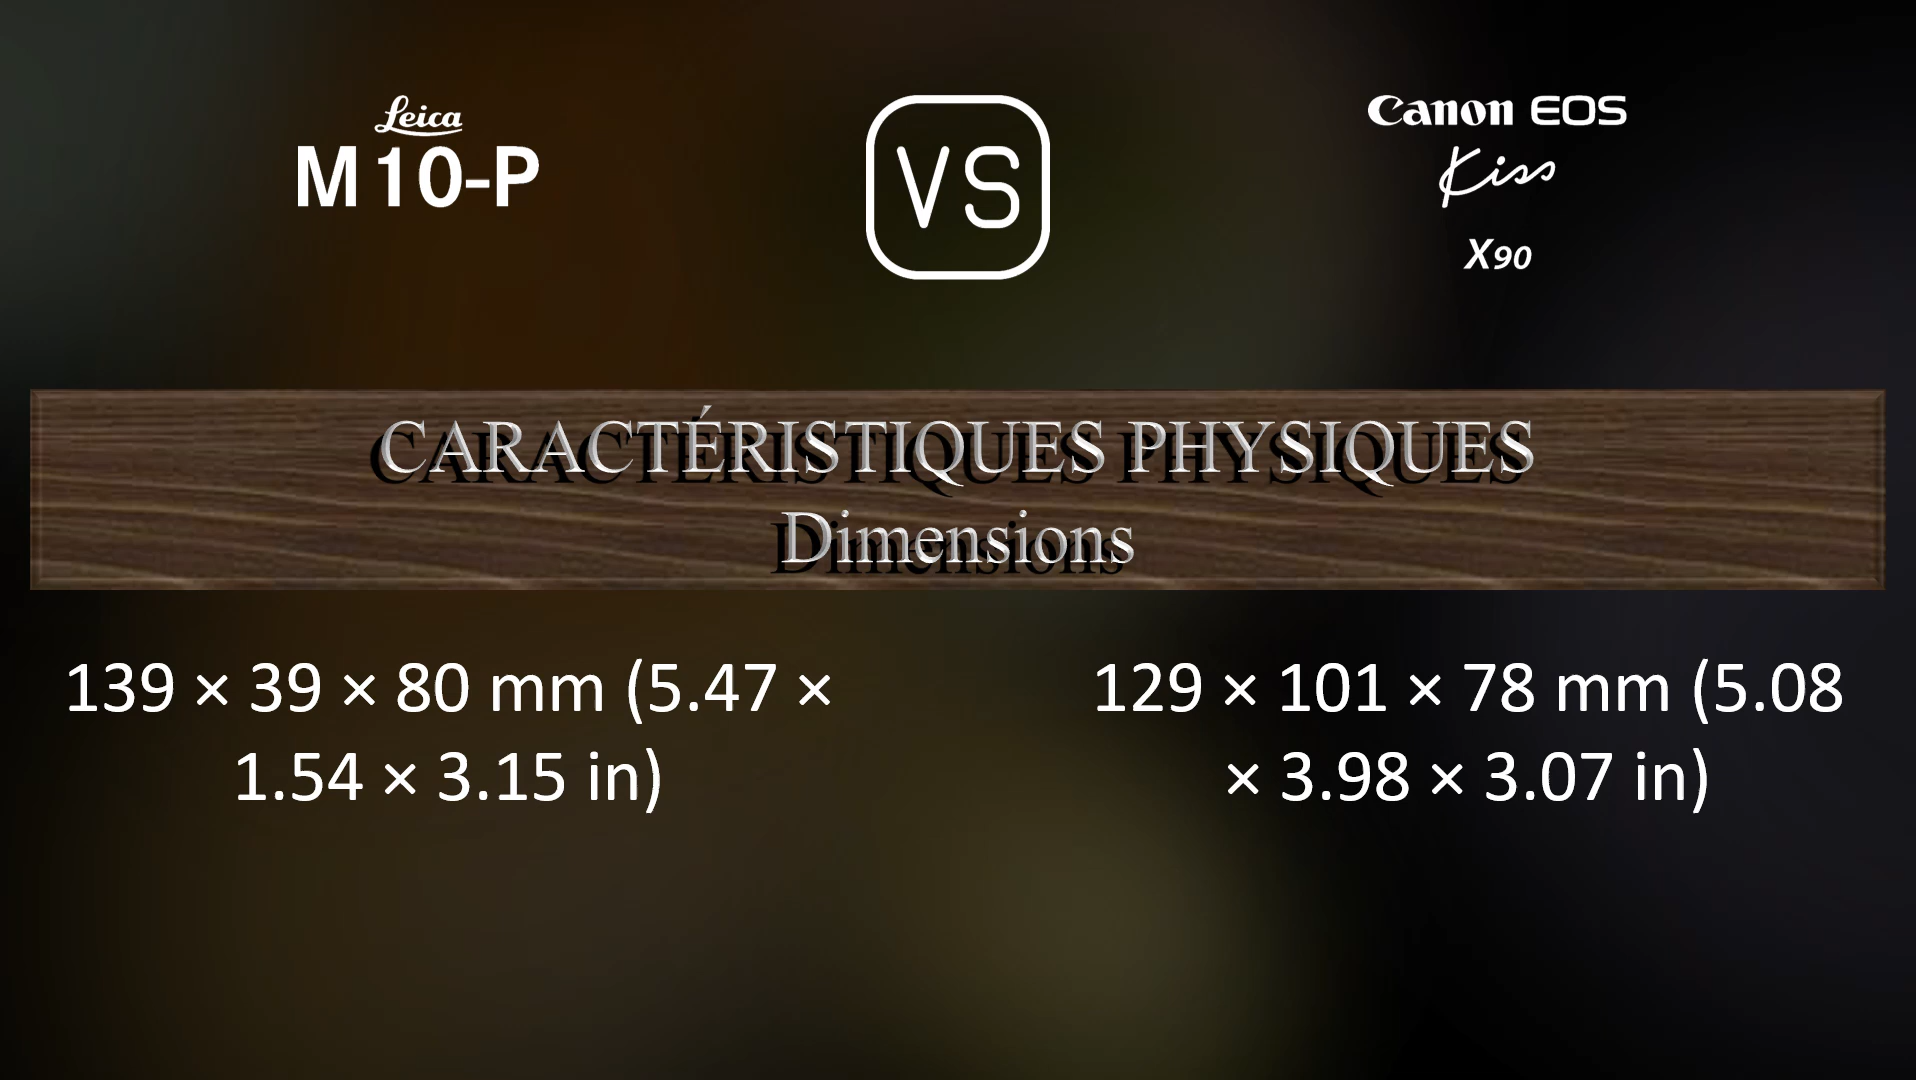 Leica
M10-P
VS
Canon EOS
Kiss
X90
CARACTÉRISTIQUES PHYSIQUES
Dimensions
139 × 39 × 80 mm (5.47 ×
1.54 × 3.15 in)
129 × 101 × 78 mm (5.08
× 3.98 × 3.07 in)